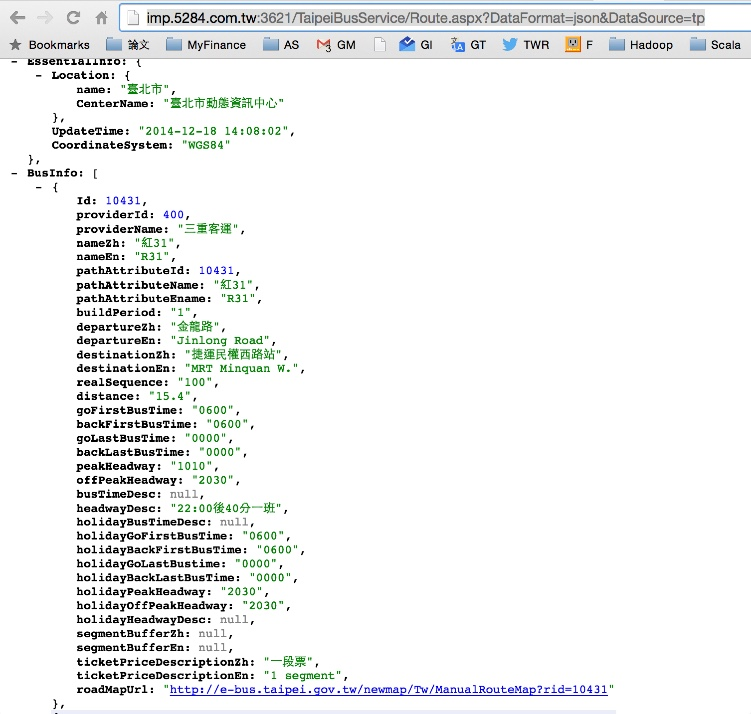 imp.5284.com.tw:3621/TaipeiBusService/Route.aspx?DataFormat=json&DataSource=tp
Bookmarks 論文 MyFinance AS GM GI GT TWR F Hadoop Scala
- EssentialInfo: {
- Location: {
name: "臺北市",
CenterName: "臺北市動態資訊中心"
},
UpdateTime: "2014-12-18 14:08:02",
CoordinateSystem: "WGS84"
},
- BusInfo: [
- {
Id: 10431,
providerId: 400,
providerName: "三重客運",
nameZh: "紅31",
nameEn: "R31",
pathAttributeId: 10431,
pathAttributeName: "紅31",
pathAttributeEname: "R31",
buildPeriod: "1",
departureZh: "金龍路",
departureEn: "Jinlong Road",
destinationZh: "捷運民權西路站",
destinationEn: "MRT Minquan W.",
realSequence: "100",
distance: "15.4",
goFirstBusTime: "0600",
backFirstBusTime: "0600",
goLastBusTime: "0000",
backLastBusTime: "0000",
peakHeadway: "1010",
offPeakHeadway: "2030",
busTimeDesc: null,
headwayDesc: "22:00後40分一班",
holidayBusTimeDesc: null,
holidayGoFirstBusTime: "0600",
holidayBackFirstBusTime: "0600",
holidayGoLastBustime: "0000",
holidayBackLastBusTime: "0000",
holidayPeakHeadway: "2030",
holidayOffPeakHeadway: "2030",
holidayHeadwayDesc: null,
segmentBufferZh: null,
segmentBufferEn: null,
ticketPriceDescriptionZh: "一段票",
ticketPriceDescriptionEn: "1 segment",
roadMapUrl: "http://e-bus.taipei.gov.tw/newmap/Tw/ManualRouteMap?rid=10431"
},